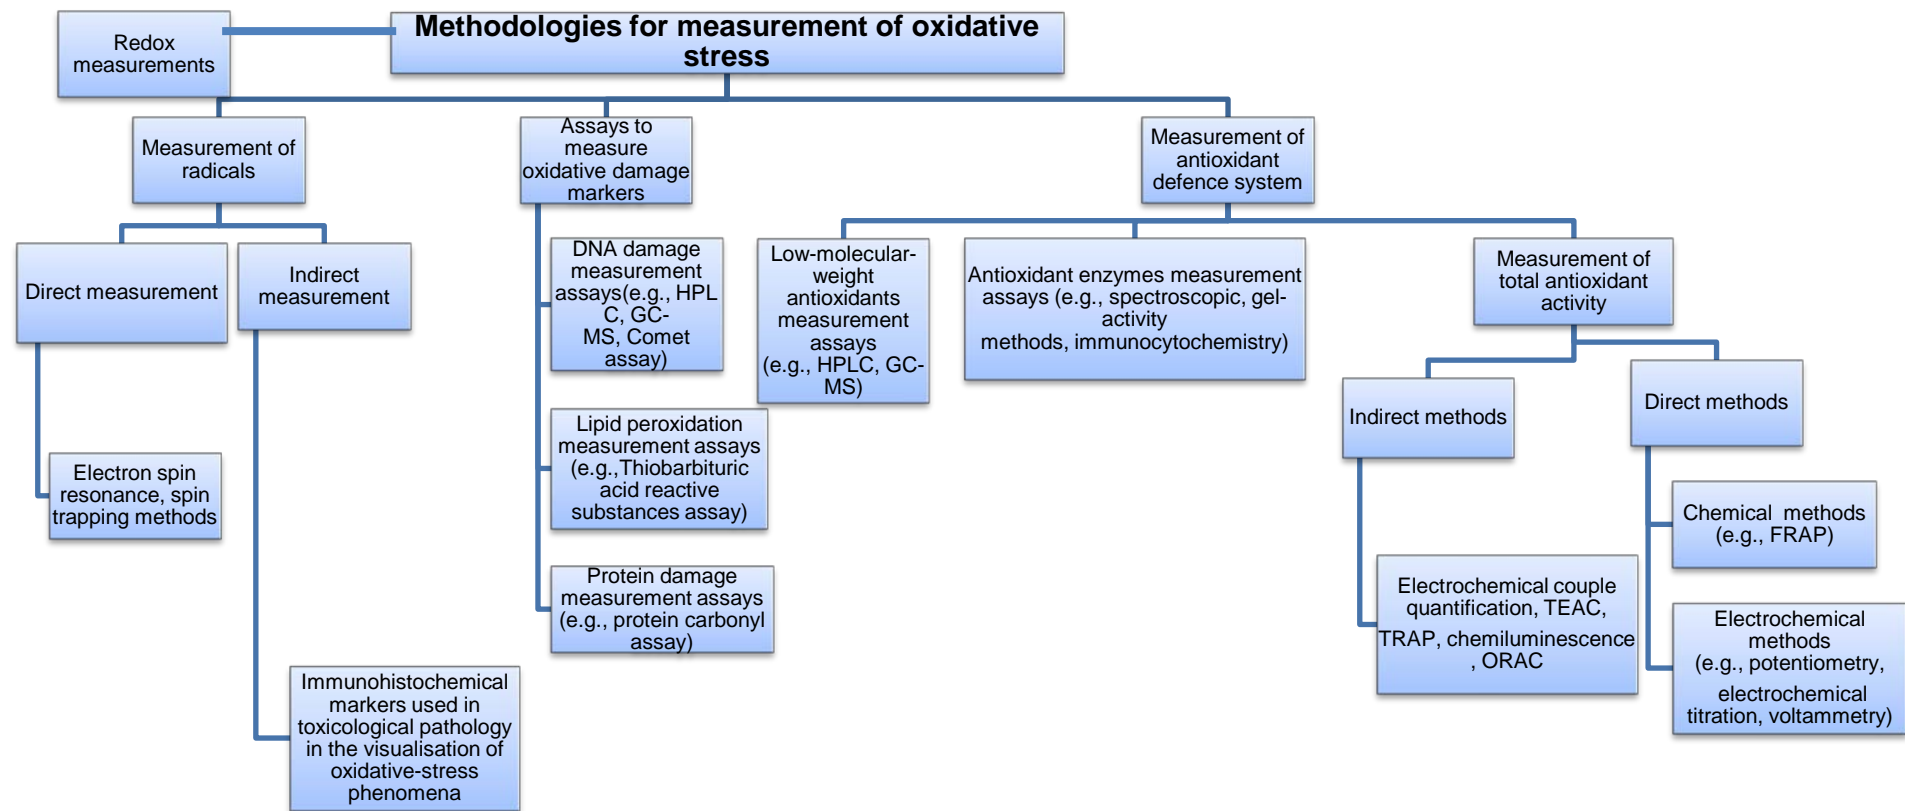 Methodologies for measurement of oxidative
stress
Redox
measurements
Measurement of
radicals
Assays to
measure
oxidative damage
markers
Measurement of
antioxidant
defence system
Direct measurement
Indirect
measurement
DNA damage
measurement
assays(e.g., HPL
C, GC-
MS, Comet
assay)
Low-molecular-
weight
antioxidants
measurement
assays
(e.g., HPLC, GC-
MS)
Antioxidant enzymes measurement
assays (e.g., spectroscopic, gel-
activity
methods, immunocytochemistry)
Measurement of
total antioxidant
activity
Indirect methods
Direct methods
Electron spin
resonance, spin
trapping methods
Lipid peroxidation
measurement assays
(e.g.,Thiobarbituric
acid reactive
substances assay)
Chemical methods
(e.g., FRAP)
Protein damage
measurement assays
(e.g., protein carbonyl
assay)
Electrochemical couple
quantification, TEAC,
TRAP, chemiluminescence
, ORAC
Electrochemical
methods
(e.g., potentiometry,
electrochemical
titration, voltammetry)
Immunohistochemical
markers used in
toxicological pathology
in the visualisation of
oxidative-stress
phenomena